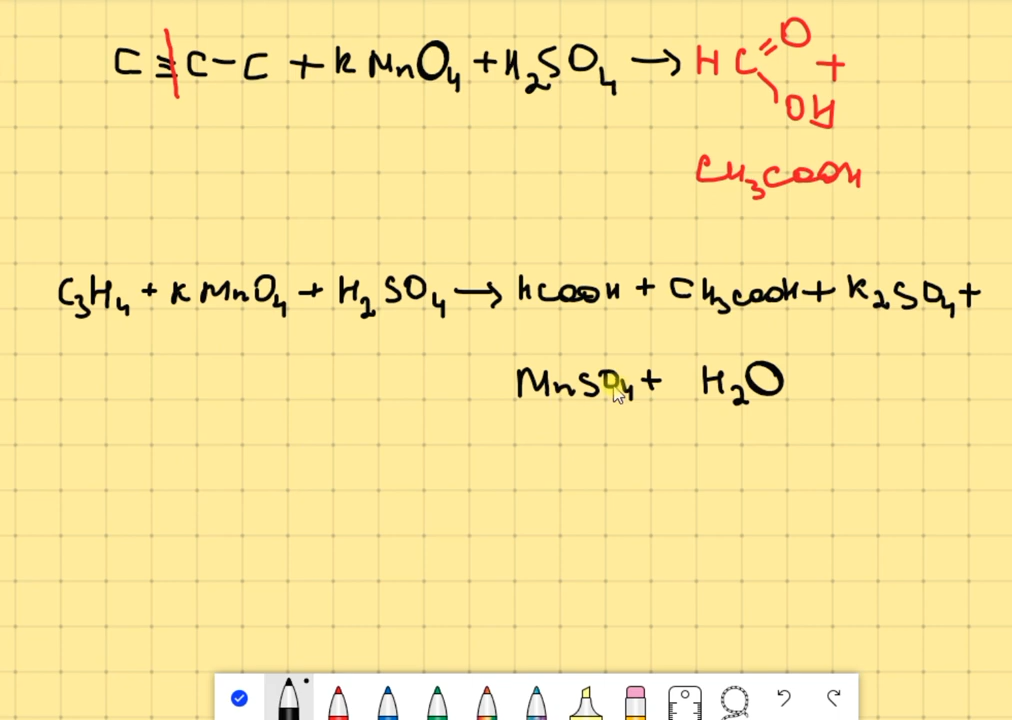 C≡C-C + KMnO₄ + H₂SO₄ → HC=O OH +
CH₃COOH
C₃H₄ + KMnO₄ + H₂SO₄ → HCOOH + CH₃COOH + K₂SO₄ +
MnSO₄ + H₂O